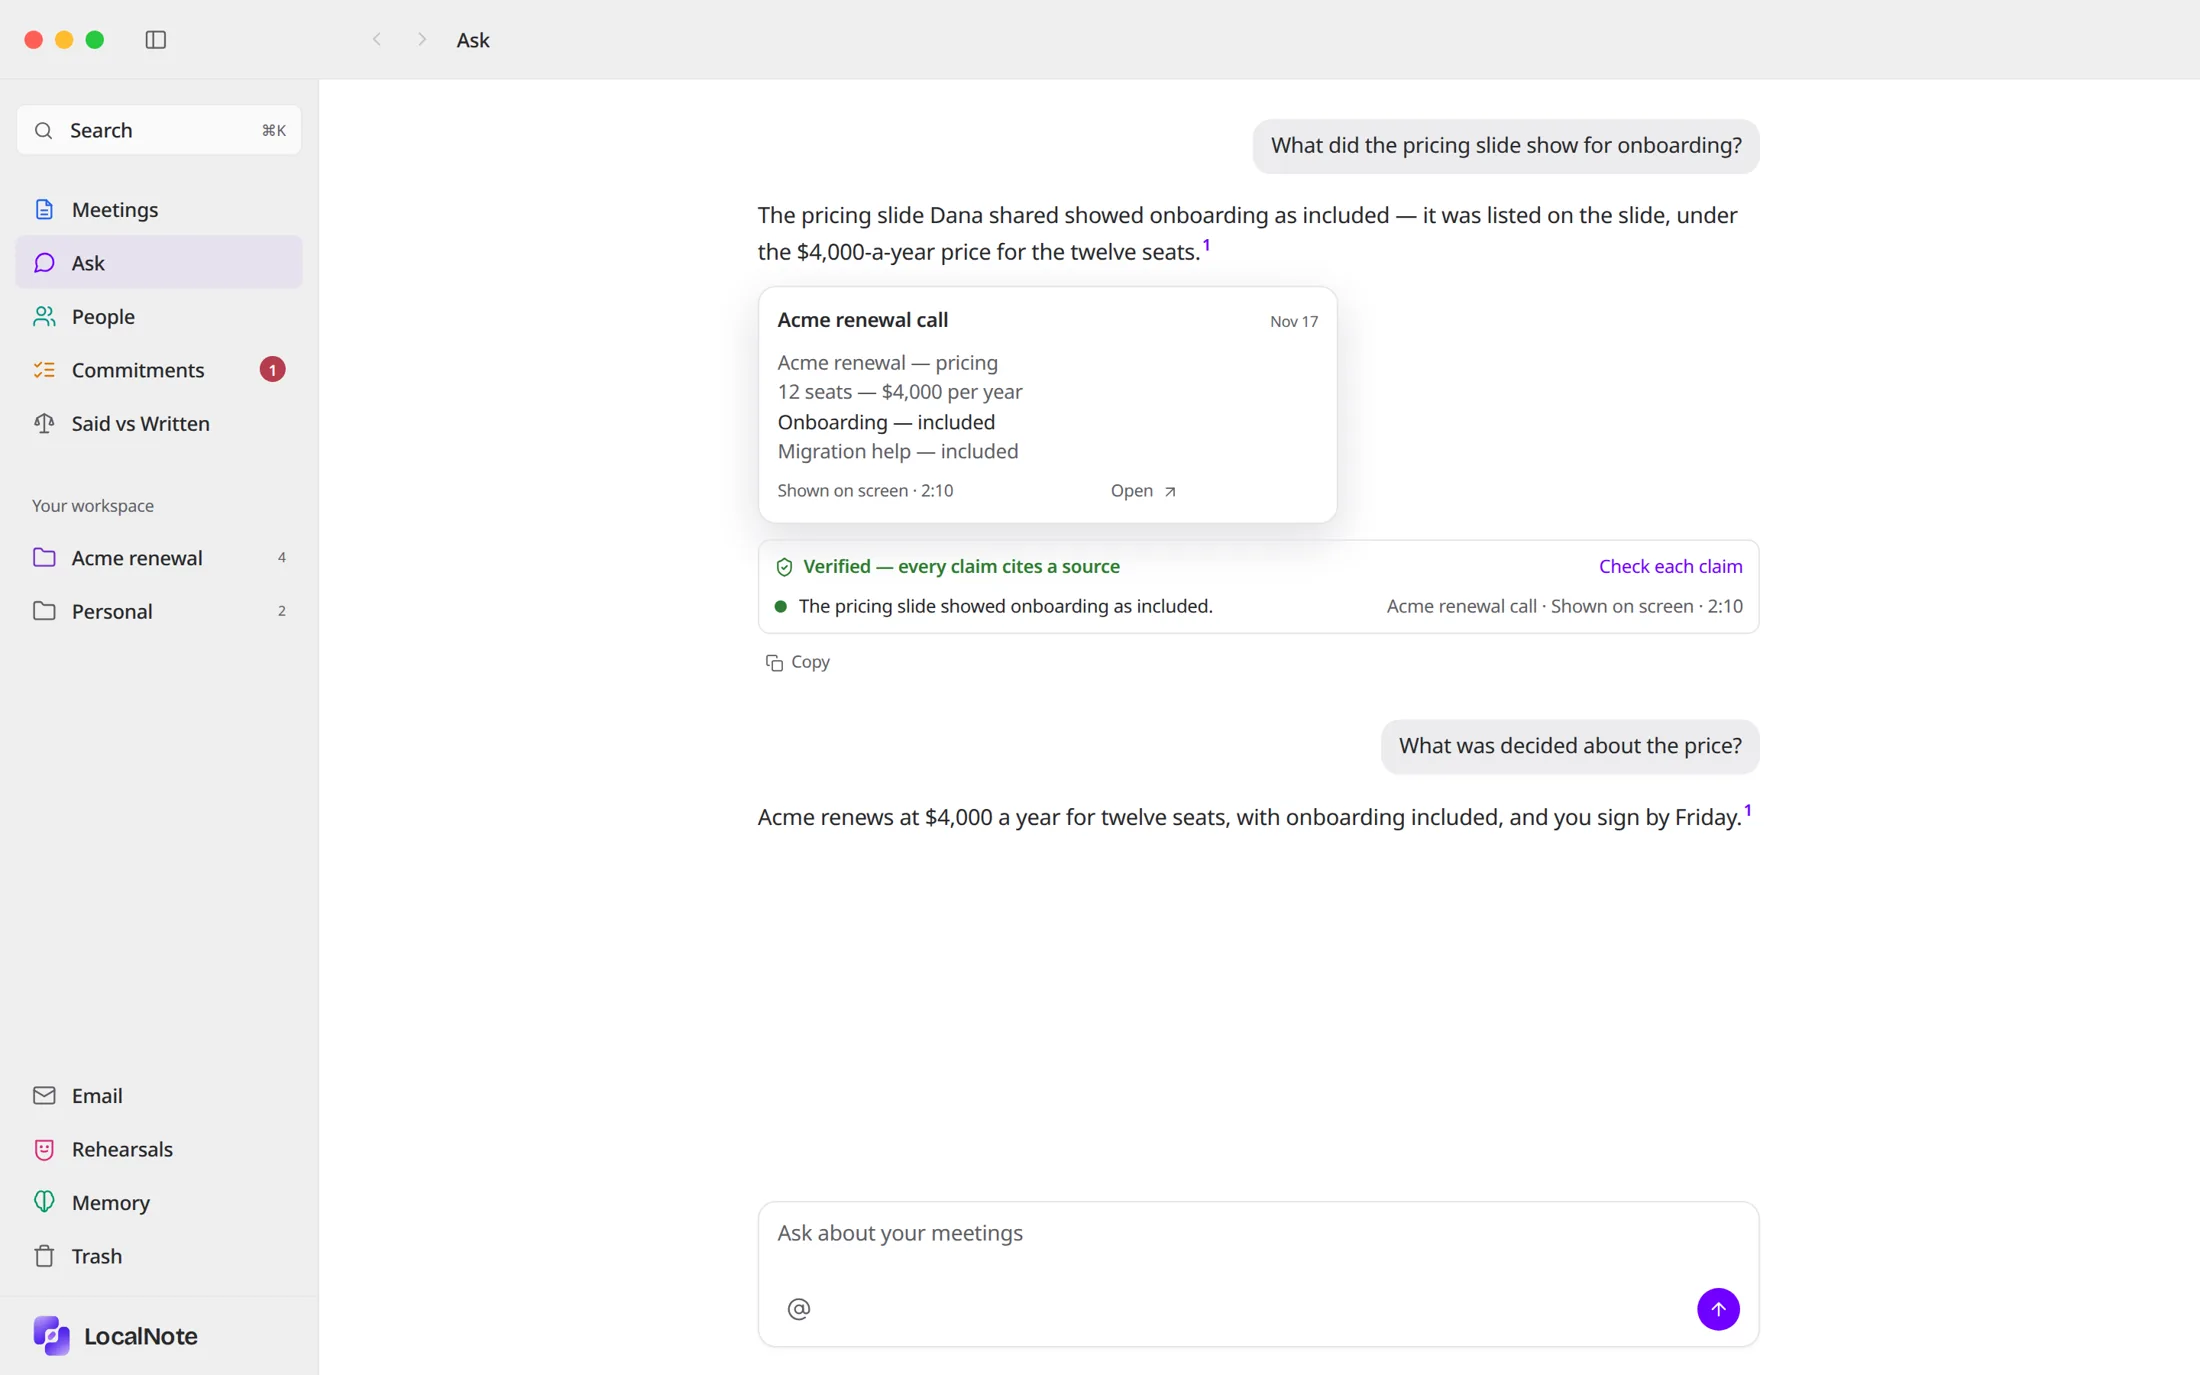 Ask
Search ⌘K
Meetings
Ask
People
Commitments 1
Said vs Written
Your workspace
Acme renewal 4
Personal 2
Email
Rehearsals
Memory
Trash
LocalNote
What did the pricing slide show for onboarding?
The pricing slide Dana shared showed onboarding as included — it was listed on the slide, under
the $4,000-a-year price for the twelve seats.1
Acme renewal call Nov 17
Acme renewal — pricing
12 seats — $4,000 per year
Onboarding — included
Migration help — included
Shown on screen · 2:10 Open ↗
Verified — every claim cites a source Check each claim
The pricing slide showed onboarding as included. Acme renewal call · Shown on screen · 2:10
Copy
What was decided about the price?
Acme renews at $4,000 a year for twelve seats, with onboarding included, and you sign by Friday.1
Ask about your meetings
@